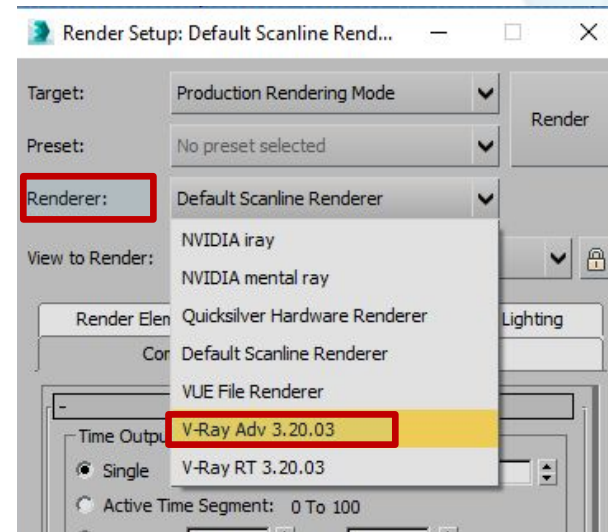 Render Setup: Default Scanline Rend...
Target: Production Rendering Mode
Render
Preset: No preset selected
Renderer: Default Scanline Renderer
NVIDIA iray
View to Render:
NVIDIA mental ray
Render Elem Quicksilver Hardware Renderer Lighting
Com Default Scanline Renderer
VUE File Renderer
Time Outpu V-Ray Adv 3.20.03
Single V-Ray RT 3.20.03
Active Time Segment: 0 To 100